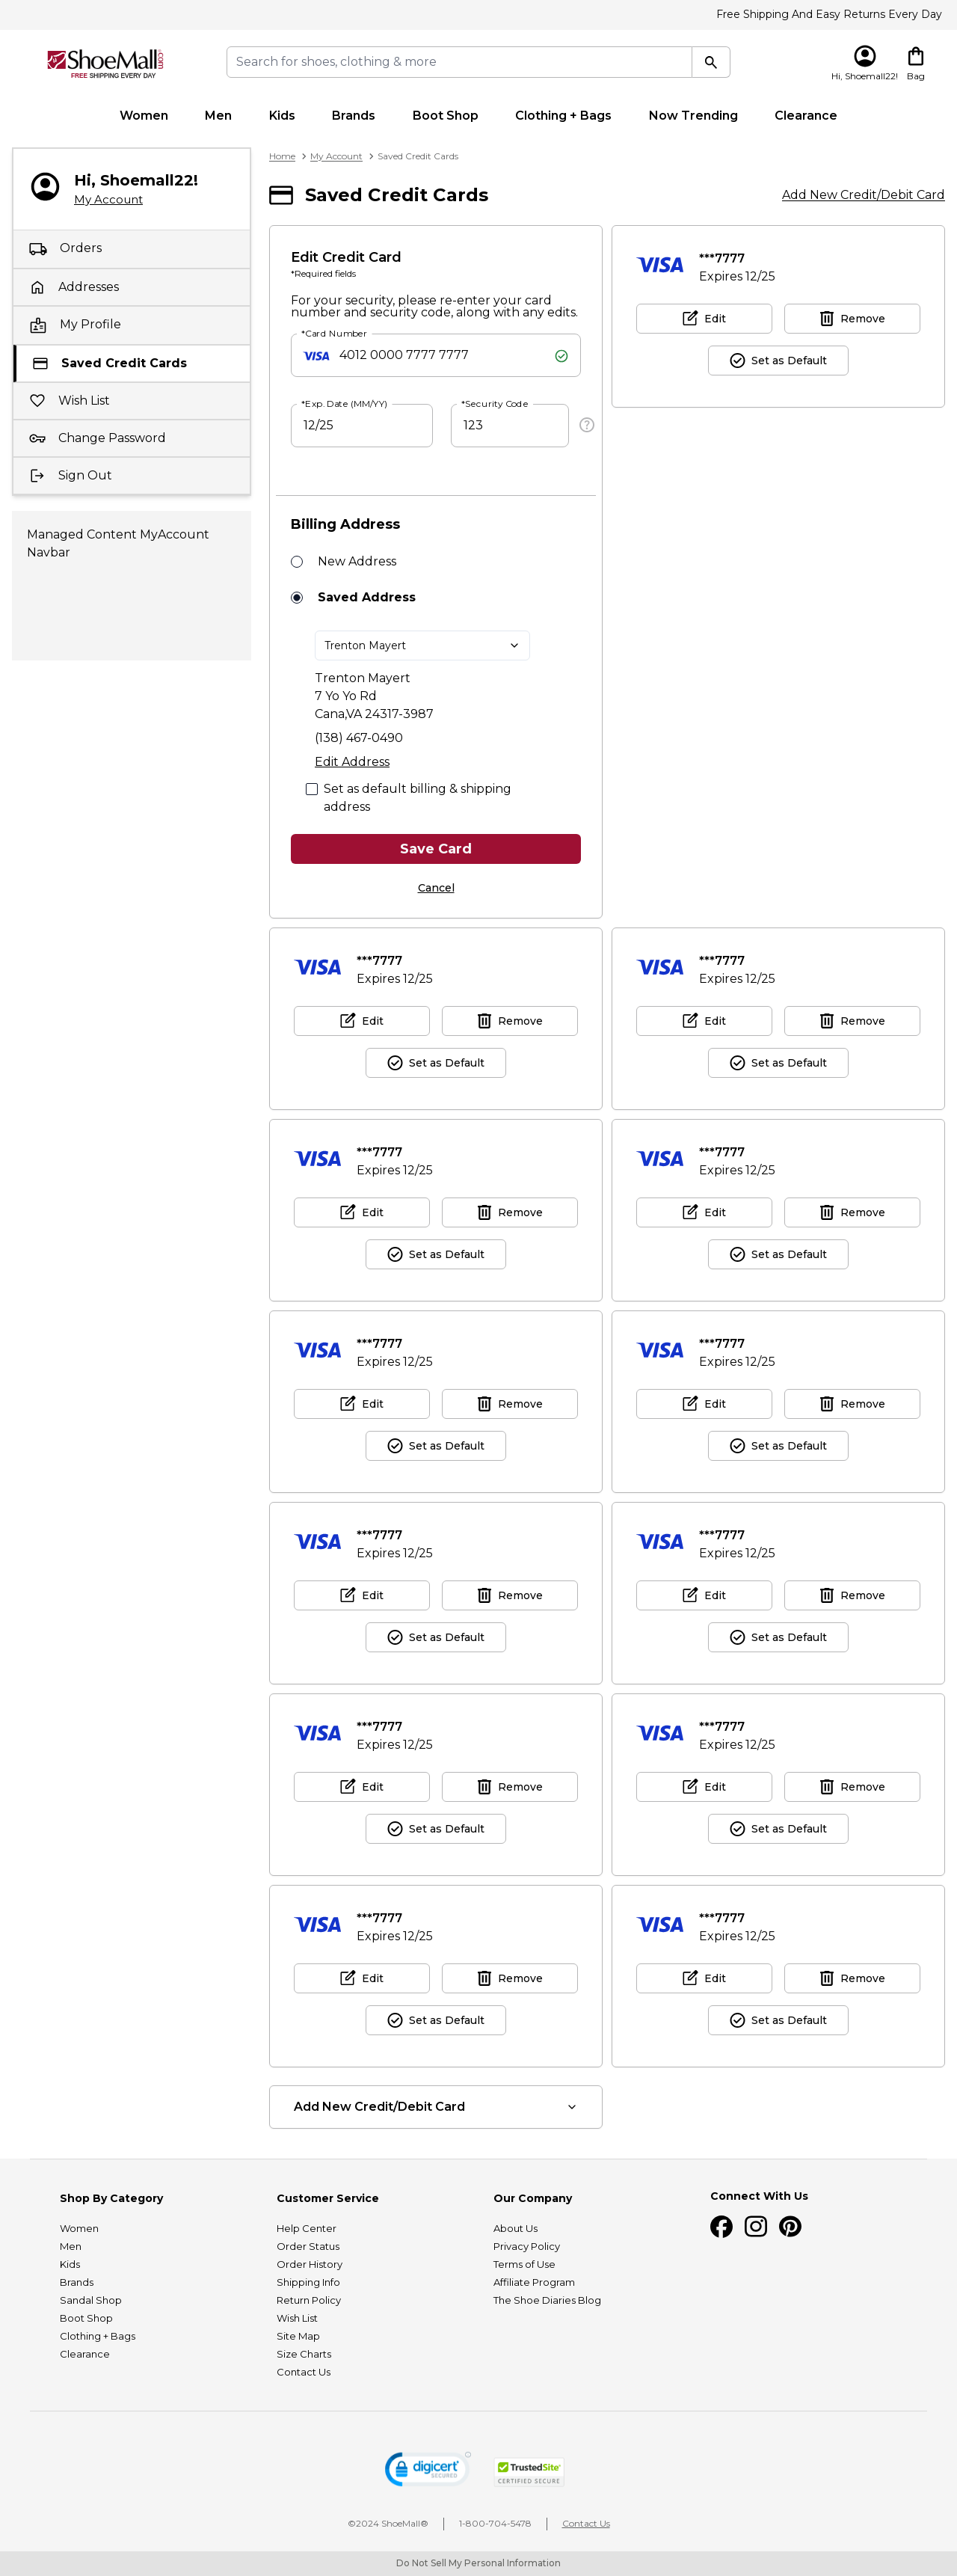 Free Shipping And Easy Returns Every Day
ShoeMall.com
FREE SHIPPING EVERY DAY
Search for shoes, clothing & more
Hi, Shoemall22!
Bag
Women Men Kids Brands Boot Shop Clothing + Bags Now Trending Clearance
Hi, Shoemall22!
My Account
Orders
Addresses
My Profile
Saved Credit Cards
Wish List
Change Password
Sign Out
Managed Content MyAccount
Navbar
Home > My Account > Saved Credit Cards
Saved Credit Cards
Add New Credit/Debit Card
Edit Credit Card
*Required fields
For your security, please re-enter your card
number and security code, along with any edits.
*Card Number
VISA 4012 0000 7777 7777
*Exp. Date (MM/YY)
12/25
*Security Code
123
?
Billing Address
New Address
Saved Address
Trenton Mayert
Trenton Mayert
7 Yo Yo Rd
Cana,VA 24317-3987
(138) 467-0490
Edit Address
Set as default billing & shipping
address
Save Card
Cancel
VISA ***7777
Expires 12/25
Edit Remove
Set as Default
VISA ***7777
Expires 12/25
Edit Remove
Set as Default
VISA ***7777
Expires 12/25
Edit Remove
Set as Default
VISA ***7777
Expires 12/25
Edit Remove
Set as Default
VISA ***7777
Expires 12/25
Edit Remove
Set as Default
VISA ***7777
Expires 12/25
Edit Remove
Set as Default
VISA ***7777
Expires 12/25
Edit Remove
Set as Default
VISA ***7777
Expires 12/25
Edit Remove
Set as Default
VISA ***7777
Expires 12/25
Edit Remove
Set as Default
VISA ***7777
Expires 12/25
Edit Remove
Set as Default
VISA ***7777
Expires 12/25
Edit Remove
Set as Default
VISA ***7777
Expires 12/25
Edit Remove
Set as Default
VISA ***7777
Expires 12/25
Edit Remove
Set as Default
Add New Credit/Debit Card
Shop By Category
Women
Men
Kids
Brands
Sandal Shop
Boot Shop
Clothing + Bags
Clearance
Customer Service
Help Center
Order Status
Order History
Shipping Info
Return Policy
Wish List
Site Map
Size Charts
Contact Us
Our Company
About Us
Privacy Policy
Terms of Use
Affiliate Program
The Shoe Diaries Blog
Connect With Us
digicert
SECURED
TrustedSite
CERTIFIED SECURE
©2024 ShoeMall®
1-800-704-5478
Contact Us
Do Not Sell My Personal Information